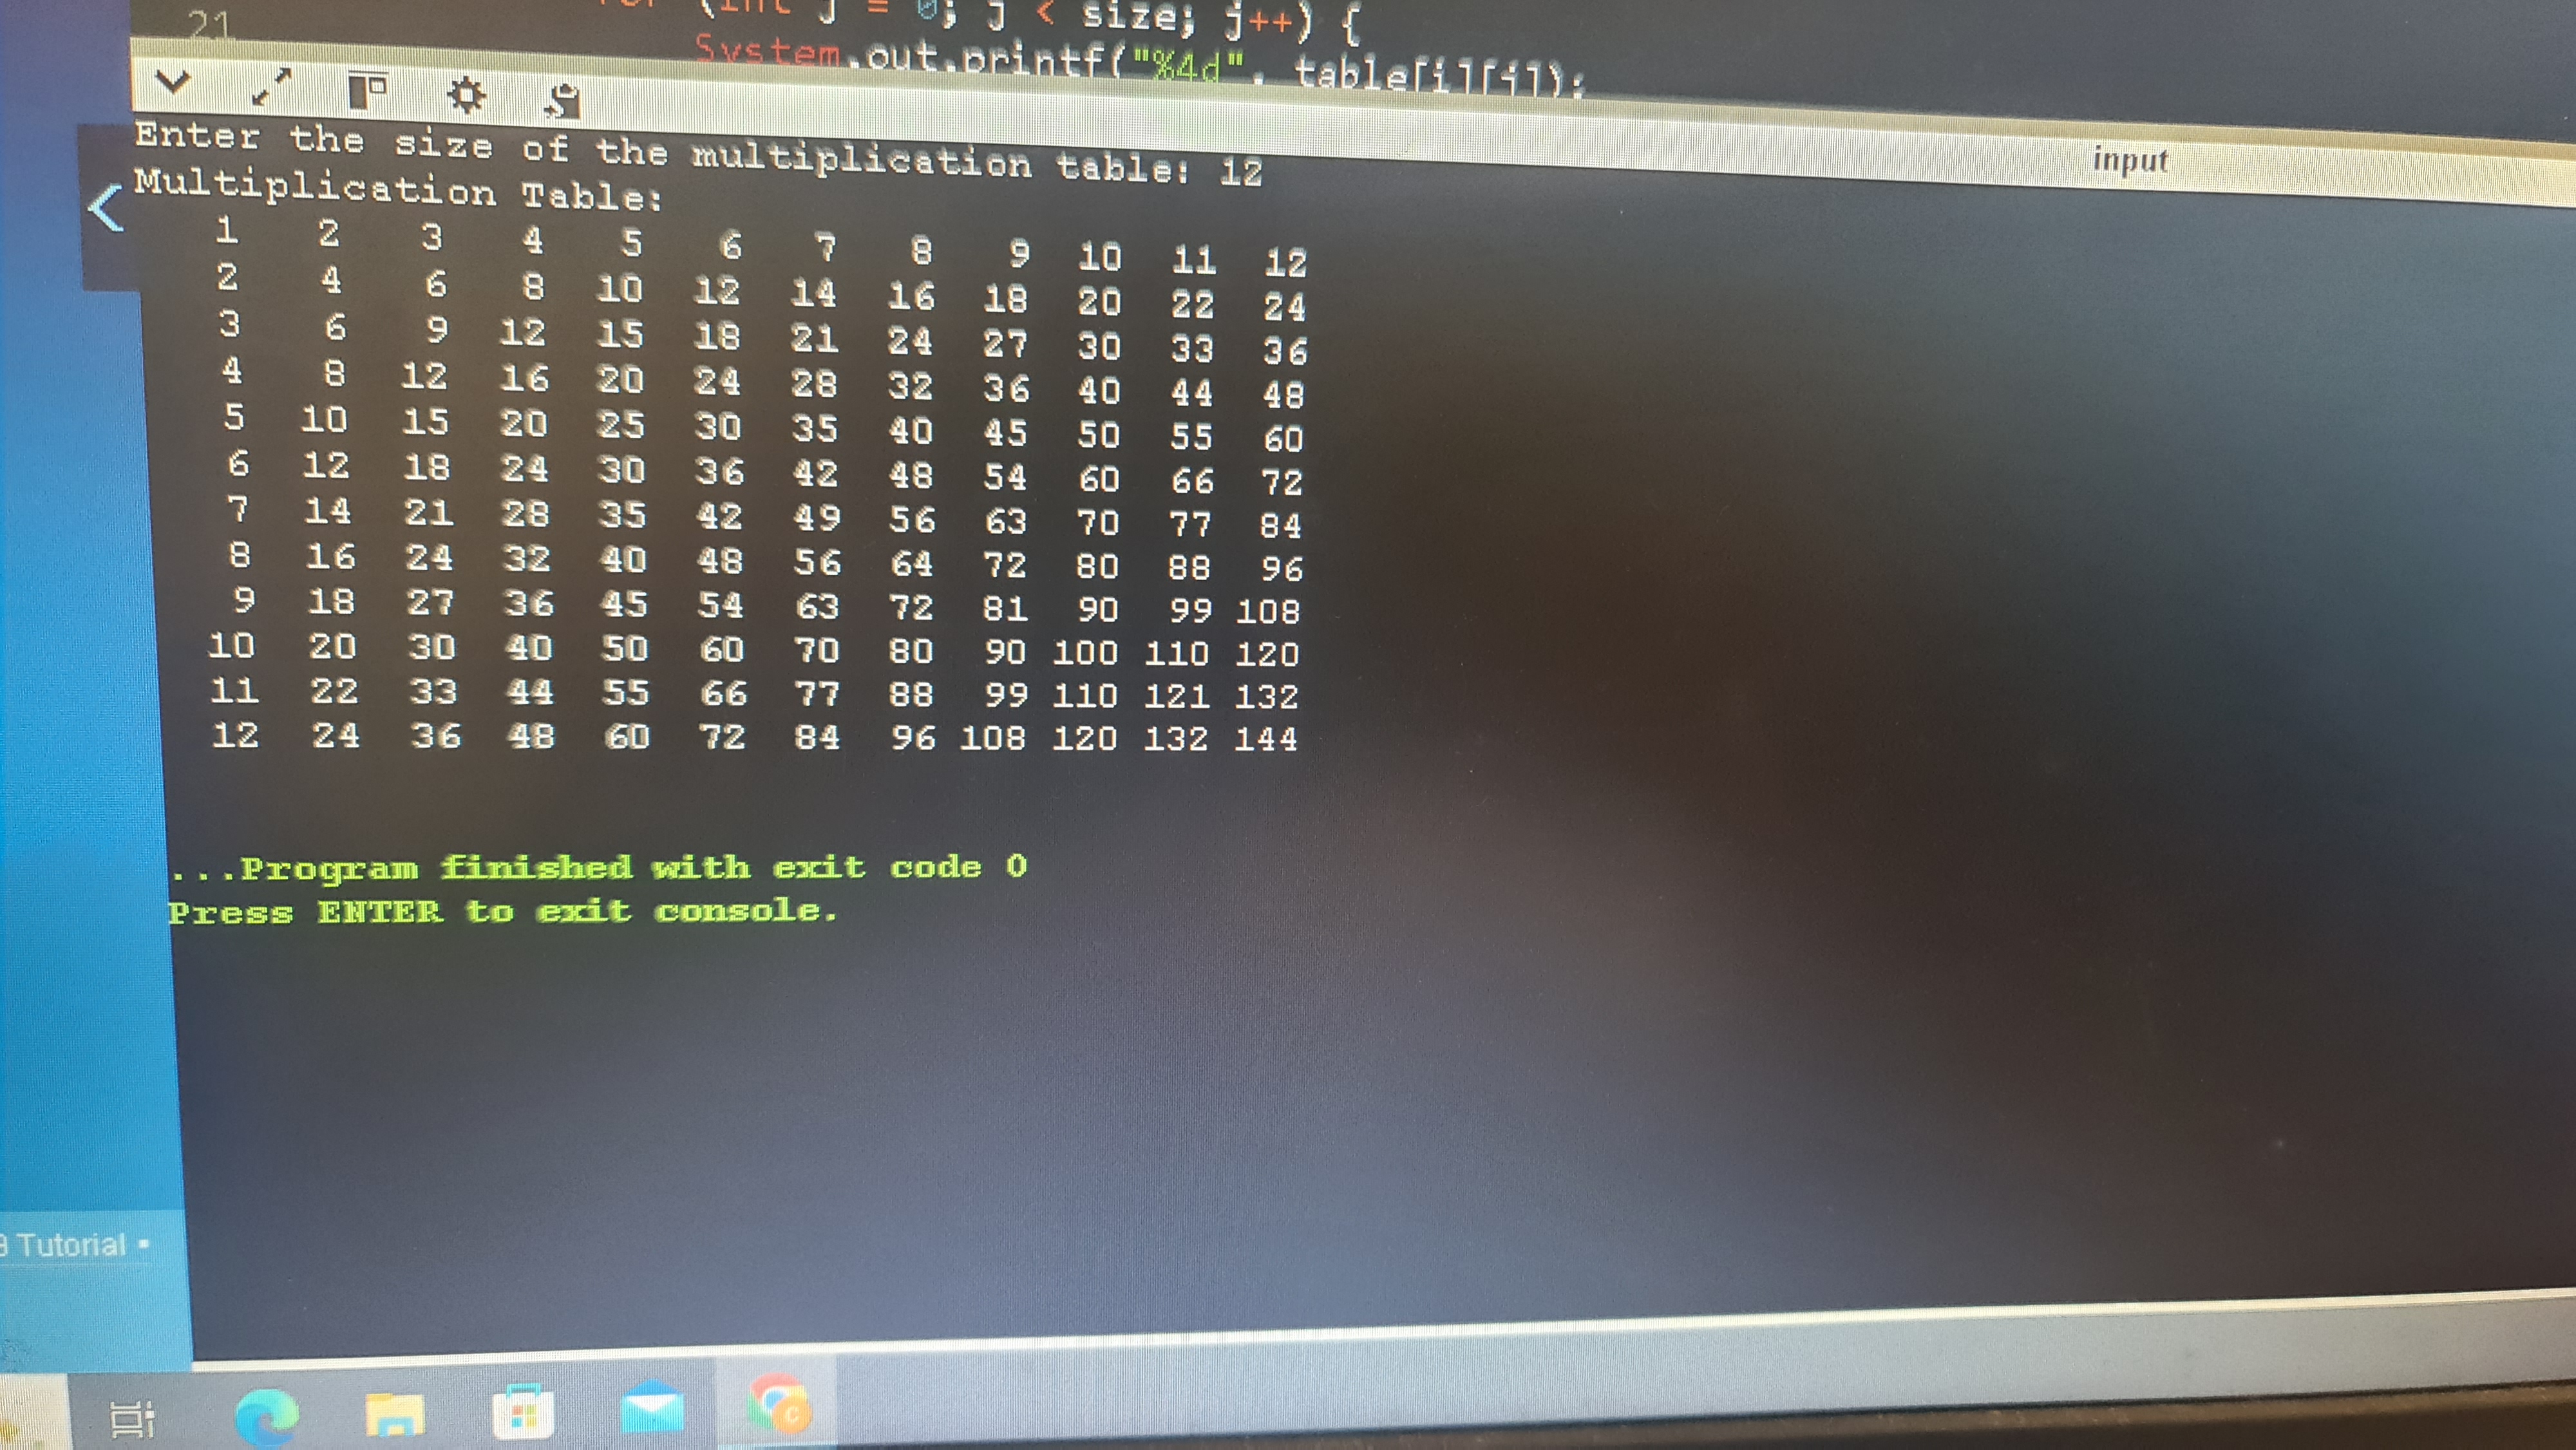 for (int j = 0; j < size; j++) {
21
System.out.printf("%4d", table[i][j]);
input
Enter the size of the multiplication table: 12
Multiplication Table:
1 2 3 4 5 6 7 8 9 10 11 12
2 4 6 8 10 12 14 16 18 20 22 24
3 6 9 12 15 18 21 24 27 30 33 36
4 8 12 16 20 24 28 32 36 40 44 48
5 10 15 20 25 30 35 40 45 50 55 60
6 12 18 24 30 36 42 48 54 60 66 72
7 14 21 28 35 42 49 56 63 70 77 84
8 16 24 32 40 48 56 64 72 80 88 96
9 18 27 36 45 54 63 72 81 90 99 108
10 20 30 40 50 60 70 80 90 100 110 120
11 22 33 44 55 66 77 88 99 110 121 132
12 24 36 48 60 72 84 96 108 120 132 144
...Program finished with exit code 0
Press ENTER to exit console.
Tutorial •
C